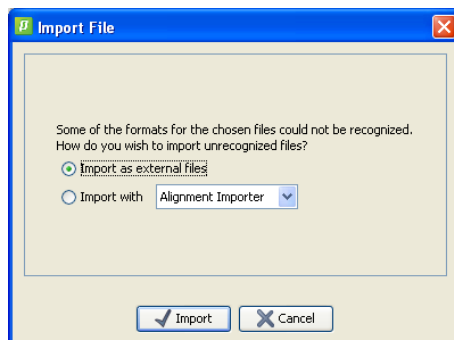 Import File
Some of the formats for the chosen files could not be recognized.
How do you wish to import unrecognized files?
Import as external files
Import with Alignment Importer
Import Cancel